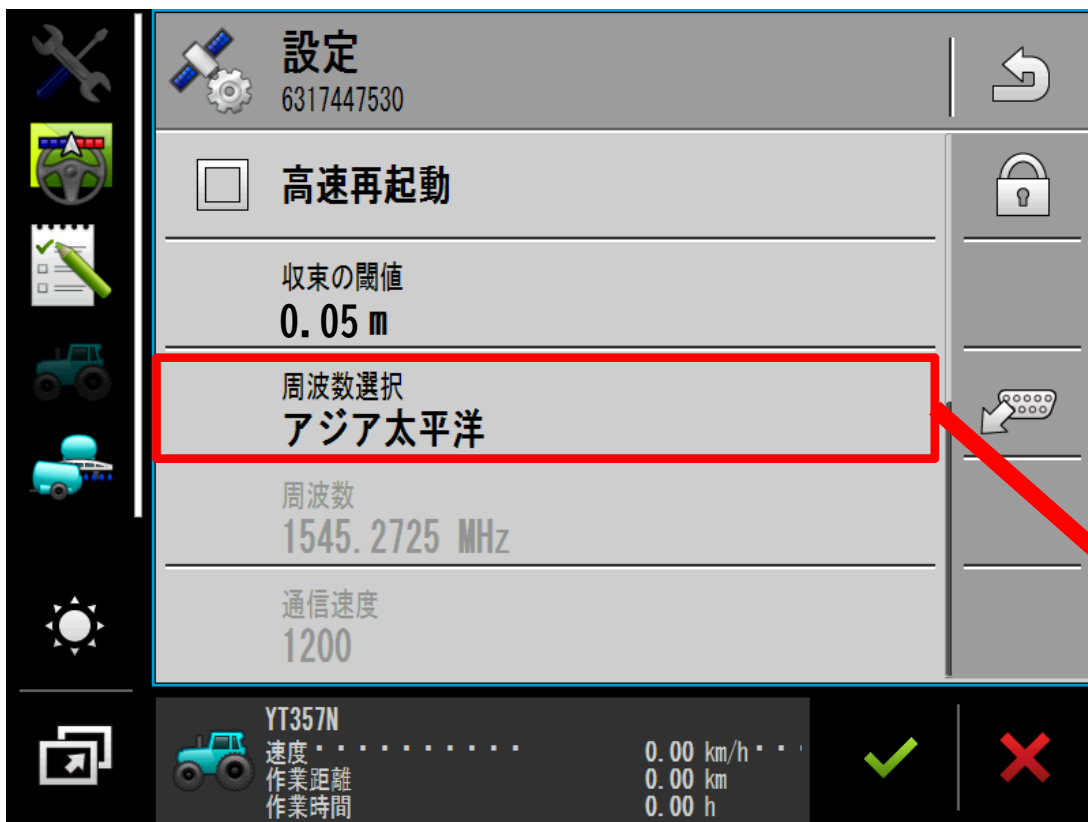 設定
6317447530
高速再起動
収束の閾値
0.05 m
周波数選択
アジア太平洋
周波数
1545.2725 MHz
通信速度
1200
YT357N
速度・・・・・・・・・・ 0.00 km/h・・・
作業距離 0.00 km
作業時間 0.00 h